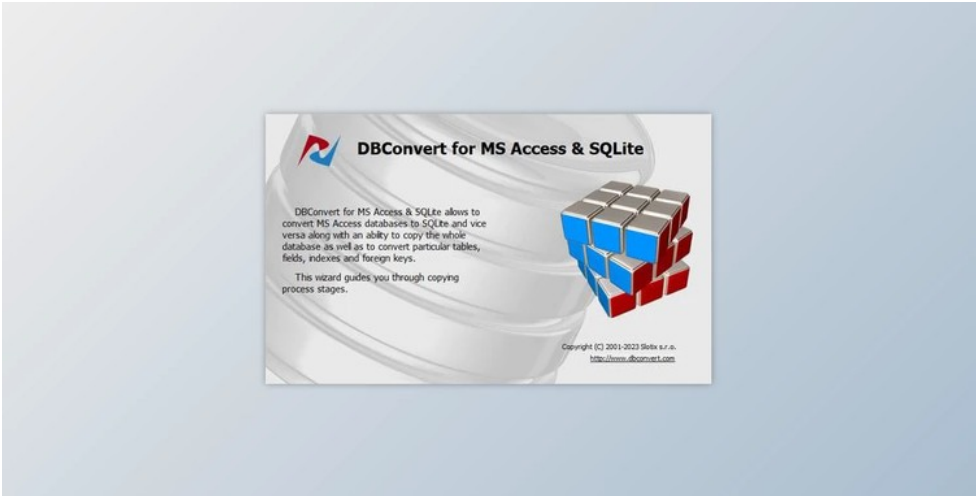 DBConvert for MS Access & SQLite
DBConvert for MS Access & SQLite allows to
convert MS Access databases to SQLite and vice
versa along with an ability to copy the whole
database as well as to convert particular tables,
fields, indexes and foreign keys.
This wizard guides you through copying
process stages.
Copyright (C) 2001-2023 Slotix s.r.o.
http://www.dbconvert.com